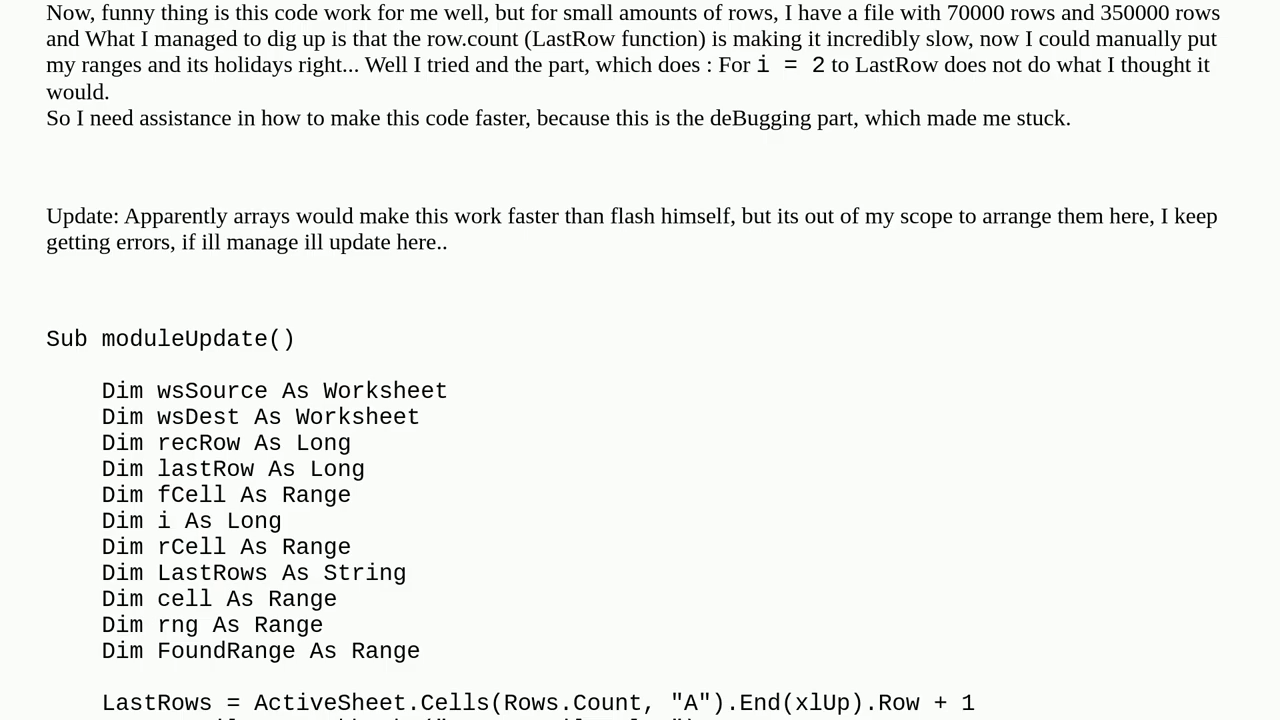 Now, funny thing is this code work for me well, but for small amounts of rows, I have a file with 70000 rows and 350000 rows
and What I managed to dig up is that the row.count (LastRow function) is making it incredibly slow, now I could manually put
my ranges and its holidays right... Well I tried and the part, which does : For i = 2 to LastRow does not do what I thought it
would.
So I need assistance in how to make this code faster, because this is the deBugging part, which made me stuck.
Update: Apparently arrays would make this work faster than flash himself, but its out of my scope to arrange them here, I keep
getting errors, if ill manage ill update here..
Sub moduleUpdate()
Dim wsSource As Worksheet
Dim wsDest As Worksheet
Dim recRow As Long
Dim lastRow As Long
Dim fCell As Range
Dim i As Long
Dim rCell As Range
Dim LastRows As String
Dim cell As Range
Dim rng As Range
Dim FoundRange As Range
LastRows = ActiveSheet.Cells(Rows.Count, "A").End(xlUp).Row + 1